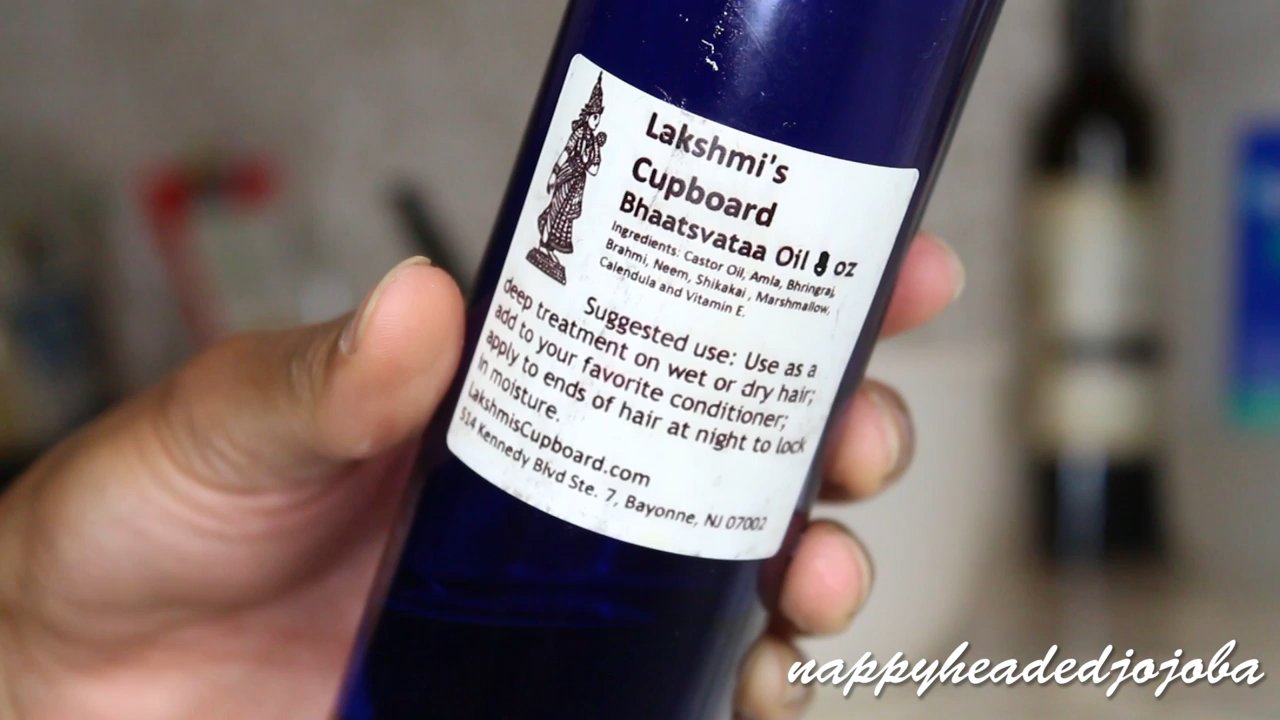 Lakshmi's
Cupboard
Bhaatsvataa Oil 8 oz
Ingredients: Castor Oil, Amla, Bhringraj,
Brahmi, Neem, Shikakai , Marshmallow,
Calendula and Vitamin E.
Suggested use: Use as a
deep treatment on wet or dry hair;
add to your favorite conditioner;
apply to ends of hair at night to lock
in moisture.
LakshmisCupboard.com
514 Kennedy Blvd Ste. 7, Bayonne, NJ 07002
nappyheadedjojoba